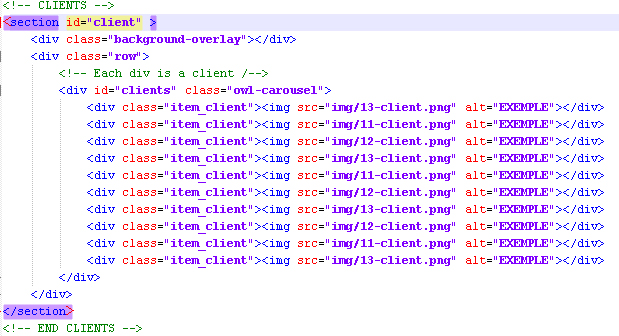 <!-- CLIENTS -->
<section id="client" >
<div class="background-overlay"></div>
<div class="row">
<!-- Each div is a client /-->
<div id="clients" class="owl-carousel">
<div class="item_client"><img src="img/13-client.png" alt="EXEMPLE"></div>
<div class="item_client"><img src="img/11-client.png" alt="EXEMPLE"></div>
<div class="item_client"><img src="img/12-client.png" alt="EXEMPLE"></div>
<div class="item_client"><img src="img/13-client.png" alt="EXEMPLE"></div>
<div class="item_client"><img src="img/11-client.png" alt="EXEMPLE"></div>
<div class="item_client"><img src="img/12-client.png" alt="EXEMPLE"></div>
<div class="item_client"><img src="img/13-client.png" alt="EXEMPLE"></div>
<div class="item_client"><img src="img/12-client.png" alt="EXEMPLE"></div>
<div class="item_client"><img src="img/11-client.png" alt="EXEMPLE"></div>
<div class="item_client"><img src="img/13-client.png" alt="EXEMPLE"></div>
</div>
</div>
</section>
<!-- END CLIENTS -->